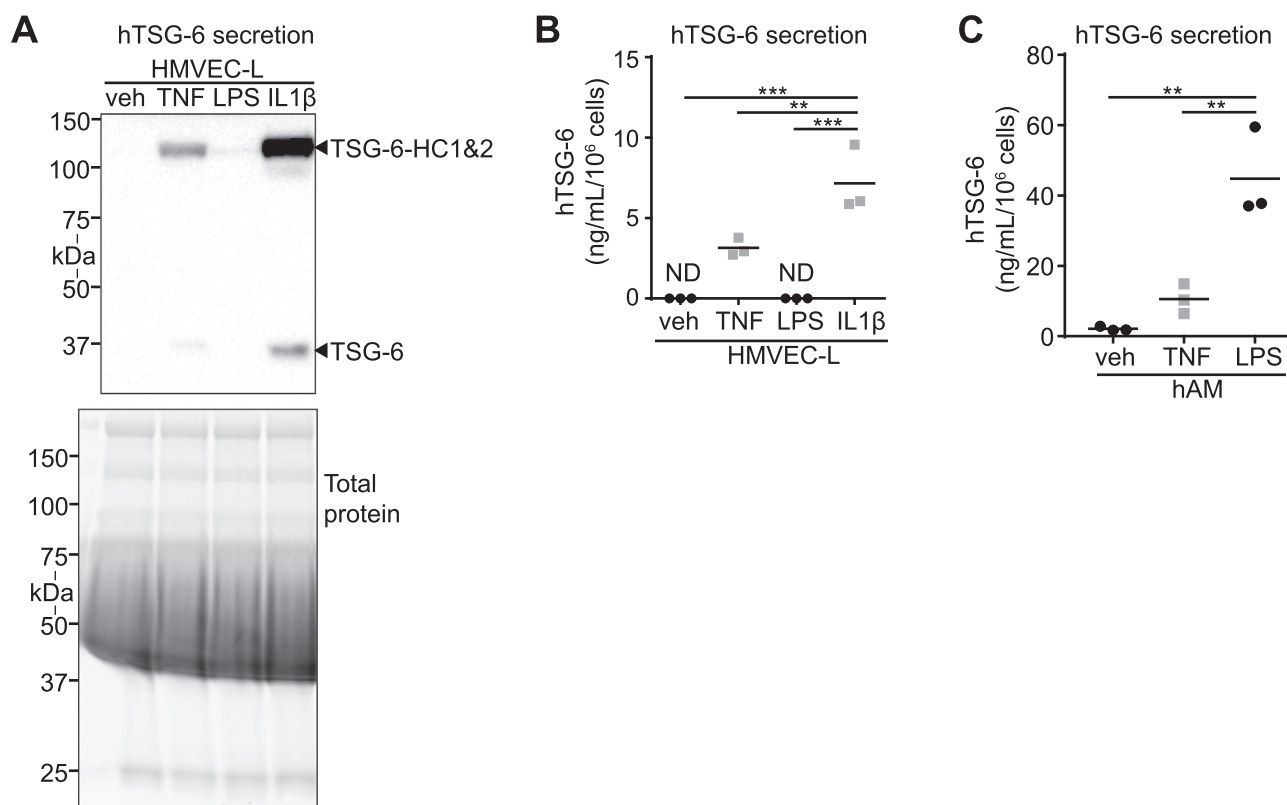 A
hTSG-6 secretion
HMVEC-L
veh TNF LPS IL1β
150
100
75
kDa
50
37
TSG-6-HC1&2
TSG-6
150
100
75
kDa
50
37
25
Total
protein
B
hTSG-6 secretion
hTSG-6
(ng/mL/10⁶ cells)
15
10
5
0
***
**
***
ND
ND
veh TNF LPS IL1β
HMVEC-L
C
hTSG-6 secretion
hTSG-6
(ng/mL/10⁶ cells)
80
60
40
20
0
**
**
veh TNF LPS
hAM